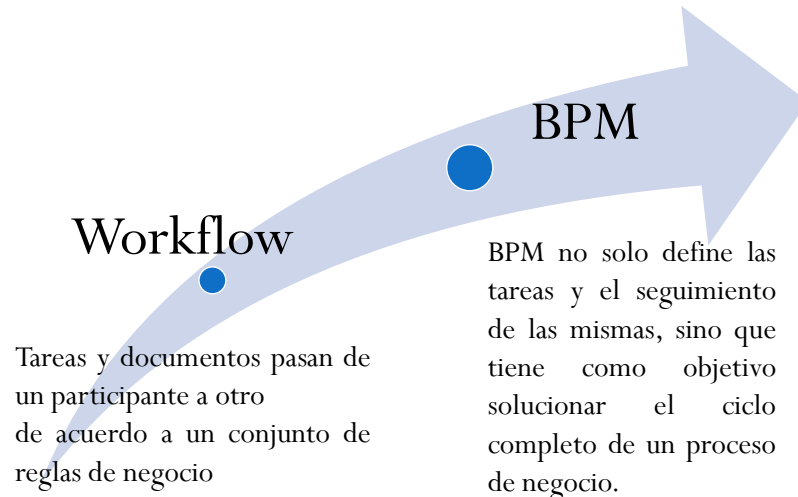 Workflow
Tareas y documentos pasan de
un participante a otro
de acuerdo a un conjunto de
reglas de negocio
BPM
BPM no solo define las
tareas y el seguimiento
de las mismas, sino que
tiene como objetivo
solucionar el ciclo
completo de un proceso
de negocio.